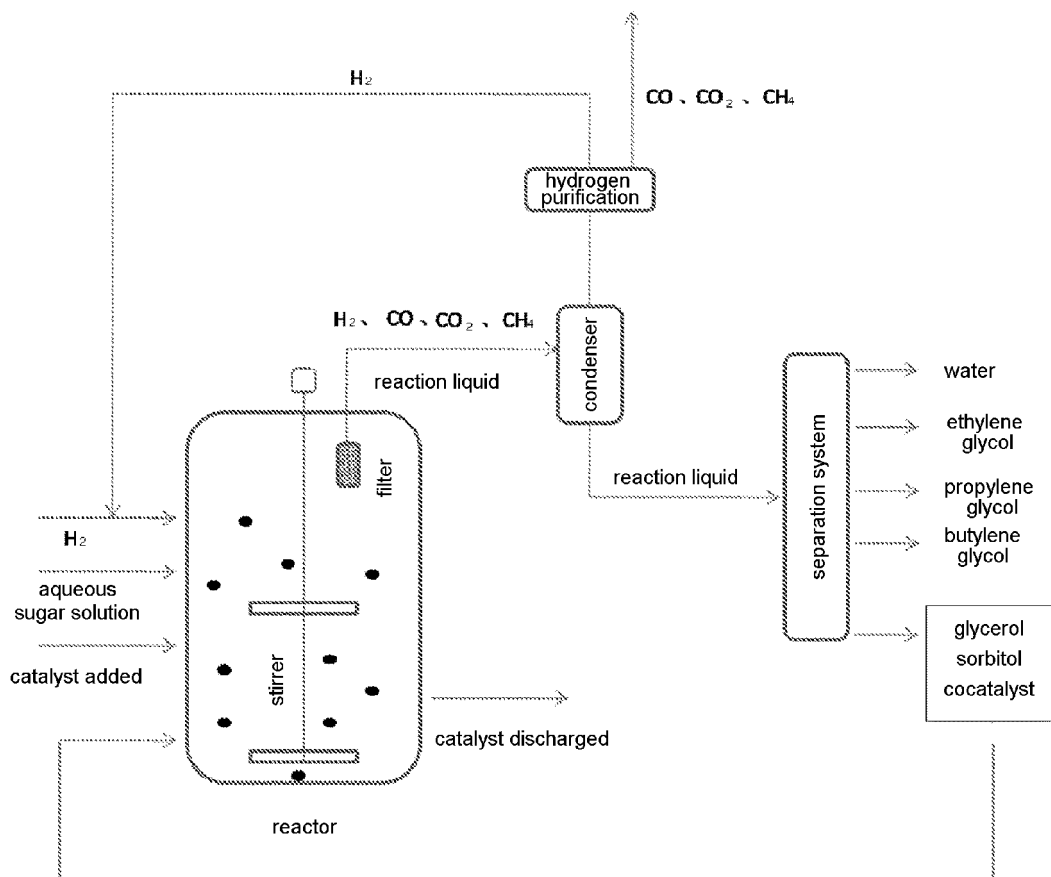 H₂
CO、CO₂、CH₄
hydrogen
purification
H₂、CO、CO₂、CH₄
condenser
reaction liquid
water
ethylene
glycol
filter
separation system
reaction liquid
propylene
glycol
H₂
butylene
glycol
aqueous
sugar solution
glycerol
sorbitol
cocatalyst
catalyst added
stirrer
catalyst discharged
reactor